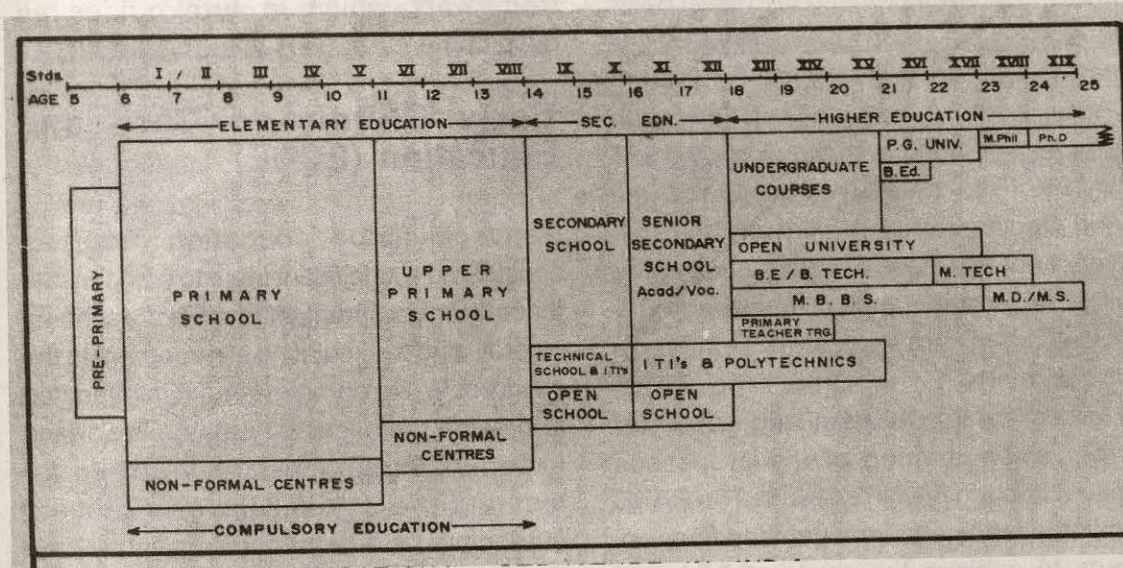 Stds. I II III IV V VI VII VIII IX X XI XII XIII XIV XV XVI XVII XVIII XIX
AGE 5 6 7 8 9 10 11 12 13 14 15 16 17 18 19 20 21 22 23 24 25
ELEMENTARY EDUCATION
SEC. EDN.
HIGHER EDUCATION
PRE-PRIMARY
PRIMARY
SCHOOL
NON-FORMAL CENTRES
UPPER
PRIMARY
SCHOOL
NON-FORMAL
CENTRES
SECONDARY
SCHOOL
TECHNICAL
SCHOOL & ITI's
OPEN
SCHOOL
SENIOR
SECONDARY
SCHOOL
Acad/Voc.
ITI's & POLYTECHNICS
OPEN
SCHOOL
UNDERGRADUATE
COURSES
P.G. UNIV.
M.Phil
Ph.D
B.Ed.
OPEN UNIVERSITY
B.E/B. TECH.
M. TECH
M.B.B.S.
M.D./M.S.
PRIMARY
TEACHER TRG.
COMPULSORY EDUCATION